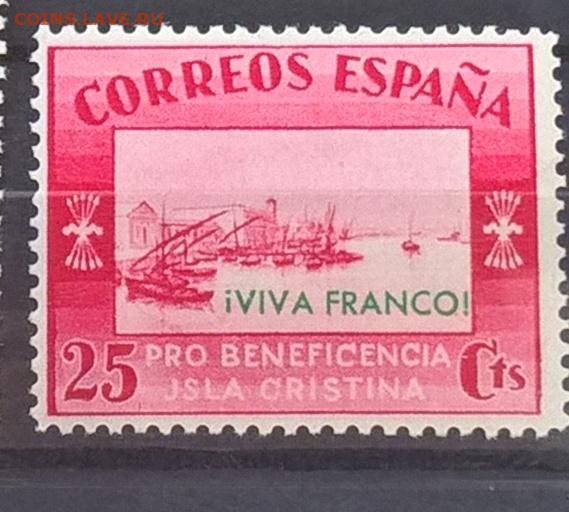 COINS.LAVE.RU
CORREOS ESPAÑA
¡VIVA FRANCO!
25 PRO BENEFICENCIA Cts
JSLA CRISTINA